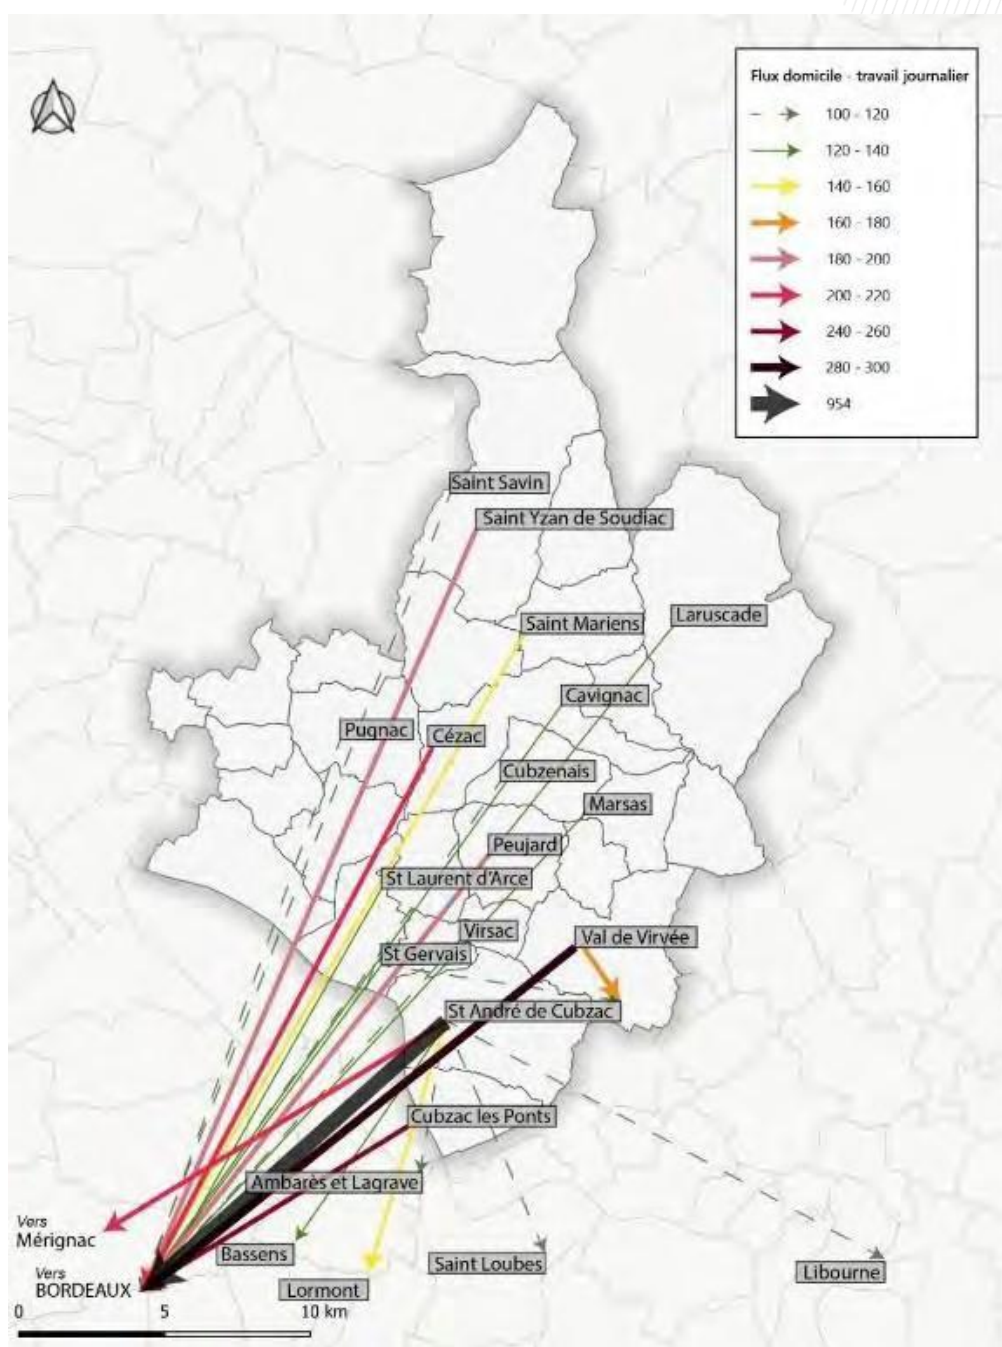 Flux domicile - travail journalier
100 - 120
120 - 140
140 - 160
160 - 180
180 - 200
200 - 220
240 - 260
280 - 300
954
Saint Savin
Saint Yzan de Soudiac
Saint Mariens
Laruscade
Cavignac
Pugnac
Cézac
Cubzenais
Marsas
Peujard
St Laurent d'Arce
Virsac
Val de Virvée
St Gervais
St André de Cubzac
Cubzac les Ponts
Ambarès et Lagrave
Vers
Mérignac
Bassens
Saint Loubes
Libourne
Vers
BORDEAUX
Lormont
0 5 10 km